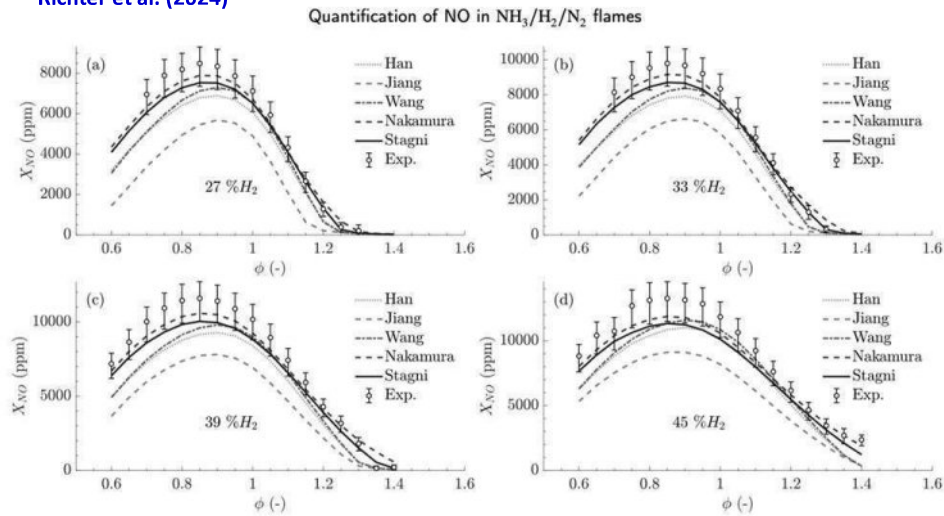 Richter et al. (2024)
Quantification of NO in NH₃/H₂/N₂ flames
(a)
Han
Jiang
Wang
Nakamura
Stagni
Exp.
27 %H₂
X_NO (ppm)
8000
6000
4000
2000
0
0.6 0.8 1 1.2 1.4 1.6
ϕ (-)
(b)
Han
Jiang
Wang
Nakamura
Stagni
Exp.
33 %H₂
X_NO (ppm)
10000
8000
6000
4000
2000
0
0.6 0.8 1 1.2 1.4 1.6
ϕ (-)
(c)
Han
Jiang
Wang
Nakamura
Stagni
Exp.
39 %H₂
X_NO (ppm)
10000
5000
0
0.6 0.8 1 1.2 1.4 1.6
ϕ (-)
(d)
Han
Jiang
Wang
Nakamura
Stagni
Exp.
45 %H₂
X_NO (ppm)
10000
5000
0
0.6 0.8 1 1.2 1.4 1.6
ϕ (-)